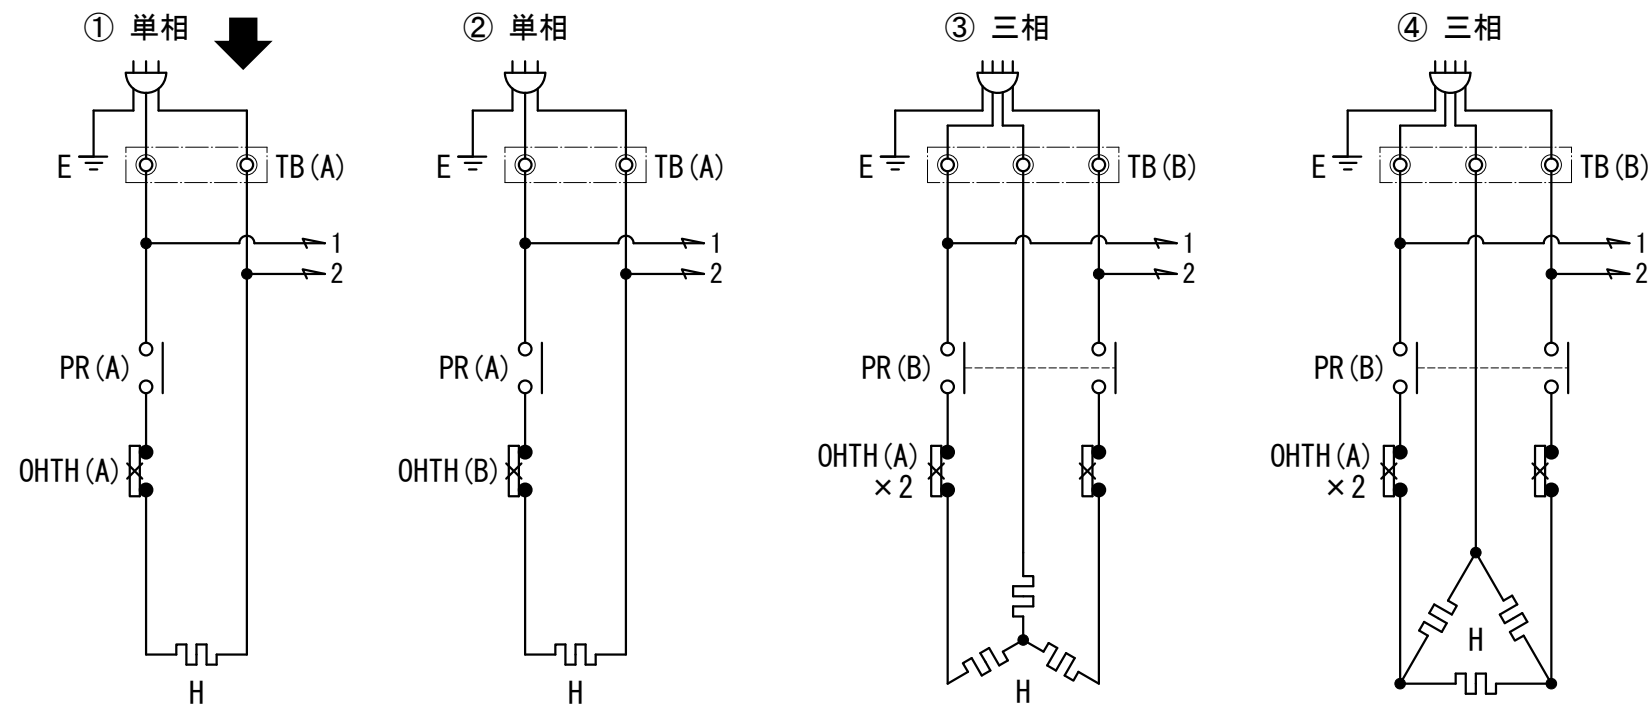 ① 単相
② 単相
③ 三相
④ 三相
E
TB(A)
E
TB(A)
E
TB(B)
E
TB(B)
1
1
1
1
2
2
2
2
PR(A)
PR(A)
PR(B)
PR(B)
OHTH(A)
OHTH(B)
OHTH(A)
×2
OHTH(A)
×2
H
H
H
H